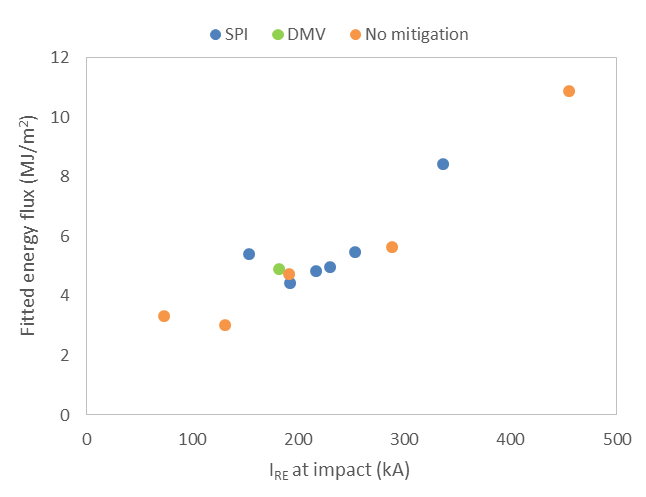 SPI DMV No mitigation
12
10
8
6
4
2
0
0 100 200 300 400 500
Fitted energy flux (MJ/m²)
I_RE at impact (kA)